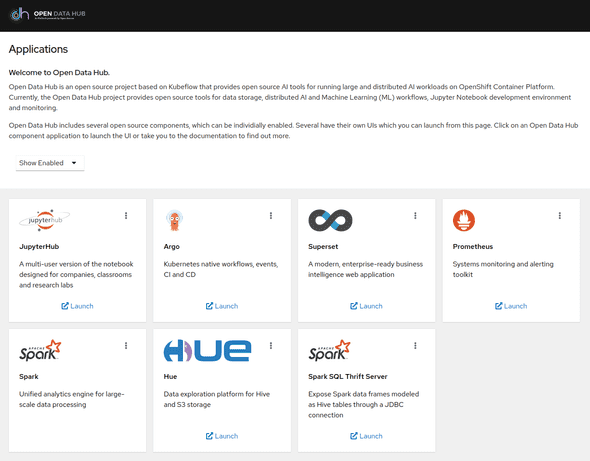 OPEN DATA HUB
Applications
Welcome to Open Data Hub.
Open Data Hub is an open source project based on Kubeflow that provides open source AI tools for running large and distributed AI workloads on OpenShift Container Platform.
Currently, the Open Data Hub project provides open source tools for data storage, distributed AI and Machine Learning (ML) workflows, Jupyter Notebook development environment
and monitoring.
Open Data Hub includes several open source components, which can be individially enabled. Several have their own UIs which you can launch from this page. Click on an Open Data Hub
component application to launch the UI or take you to the documentation to find out more.
Show Enabled
jupyterhub
JupyterHub
A multi-user version of the notebook
designed for companies, classrooms
and research labs
Launch
Argo
Kubernetes native workflows, events,
CI and CD
Launch
Superset
A modern, enterprise-ready business
intelligence web application
Launch
Prometheus
Systems monitoring and alerting
toolkit
Launch
APACHE
Spark
Spark
Unified analytics engine for large-
scale data processing
HUE
Hue
Data exploration platform for Hive
and S3 storage
Launch
APACHE
Spark
Spark SQL Thrift Server
Expose Spark data frames modeled
as Hive tables through a JDBC
connection
Launch